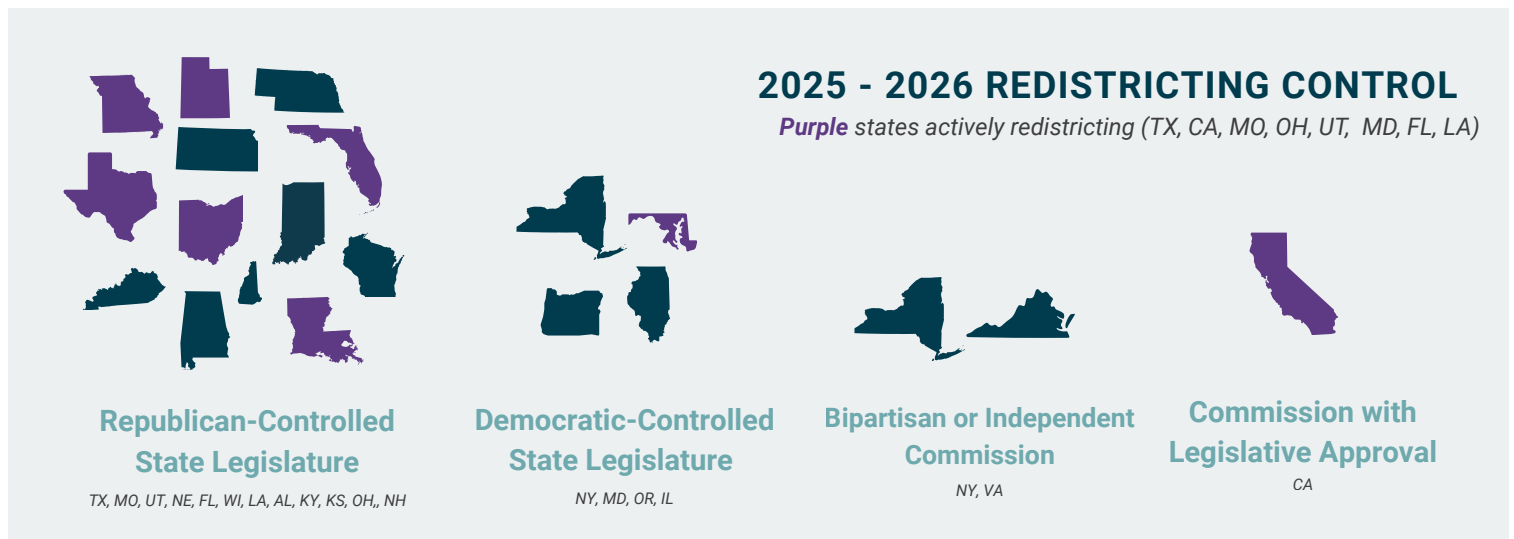 2025 - 2026 REDISTRICTING CONTROL
Purple states actively redistricting (TX, CA, MO, OH, UT, MD, FL, LA)
Republican-Controlled
State Legislature
TX, MO, UT, NE, FL, WI, LA, AL, KY, KS, OH,, NH
Democratic-Controlled
State Legislature
NY, MD, OR, IL
Bipartisan or Independent
Commission
NY, VA
Commission with
Legislative Approval
CA